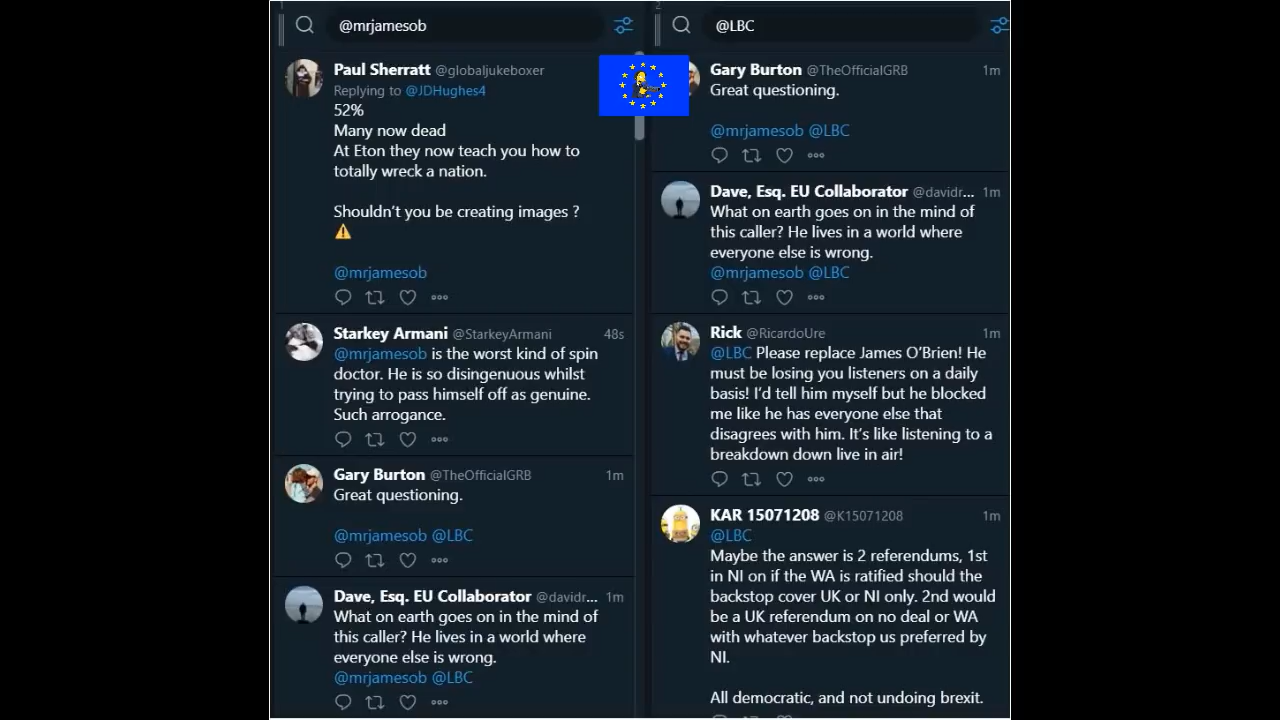 1
@mrjamesob
Paul Sherratt @globaljukeboxer
Replying to @JDHughes4
52%
Many now dead
At Eton they now teach you how to
totally wreck a nation.
Shouldn't you be creating images ?
@mrjamesob
Starkey Armani @StarkeyArmani 48s
@mrjamesob is the worst kind of spin
doctor. He is so disingenuous whilst
trying to pass himself off as genuine.
Such arrogance.
Gary Burton @TheOfficialGRB 1m
Great questioning.
@mrjamesob @LBC
Dave, Esq. EU Collaborator @davidr... 1m
What on earth goes on in the mind of
this caller? He lives in a world where
everyone else is wrong.
@mrjamesob @LBC
2
@LBC
Gary Burton @TheOfficialGRB 1m
Great questioning.
@mrjamesob @LBC
Dave, Esq. EU Collaborator @davidr... 1m
What on earth goes on in the mind of
this caller? He lives in a world where
everyone else is wrong.
@mrjamesob @LBC
Rick @RicardoUre 1m
@LBC Please replace James O'Brien! He
must be losing you listeners on a daily
basis! I'd tell him myself but he blocked
me like he has everyone else that
disagrees with him. It's like listening to a
breakdown down live in air!
KAR 15071208 @K15071208 1m
@LBC
Maybe the answer is 2 referendums, 1st
in NI on if the WA is ratified should the
backstop cover UK or NI only. 2nd would
be a UK referendum on no deal or WA
with whatever backstop us preferred by
NI.
All democratic, and not undoing brexit.